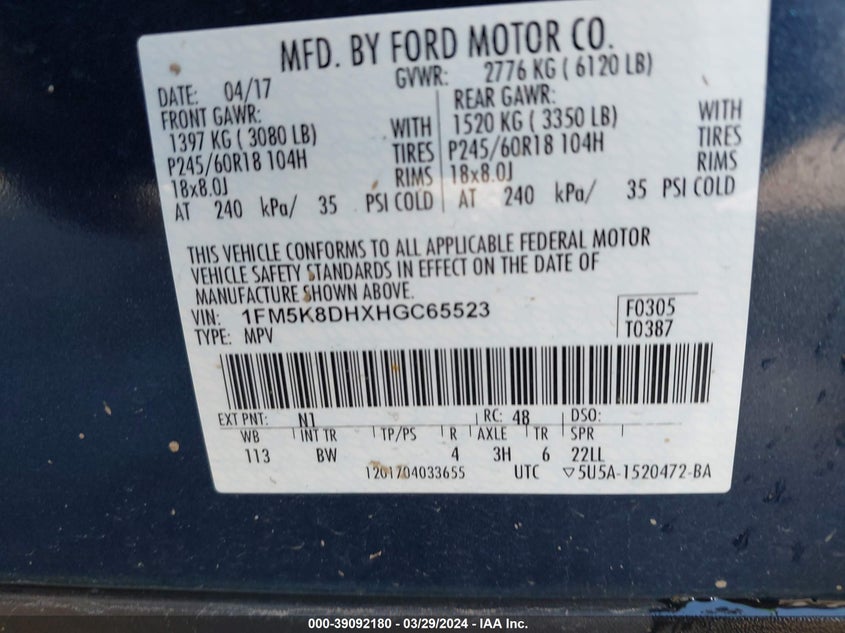 MFD. BY FORD MOTOR CO.
DATE: 04/17 GVWR: 2776 KG ( 6120 LB)
FRONT GAWR: REAR GAWR:
1397 KG ( 3080 LB) WITH 1520 KG ( 3350 LB) WITH
P245/60R18 104H TIRES P245/60R18 104H TIRES
18x8.0J RIMS 18x8.0J RIMS
AT 240 kPa/ 35 PSI COLD AT 240 kPa/ 35 PSI COLD
THIS VEHICLE CONFORMS TO ALL APPLICABLE FEDERAL MOTOR
VEHICLE SAFETY STANDARDS IN EFFECT ON THE DATE OF
MANUFACTURE SHOWN ABOVE.
VIN: 1FM5K8DHXHGC65523 F0305
TYPE: MPV T0387
EXT PNT: N1 RC: 48 DSO:
WB INT TR TP/PS R AXLE TR SPR
113 BW 4 3H 6 22LL
1201704033655 UTC ▽5U5A-1520472-BA
000-39092180 - 03/29/2024 - IAA Inc.